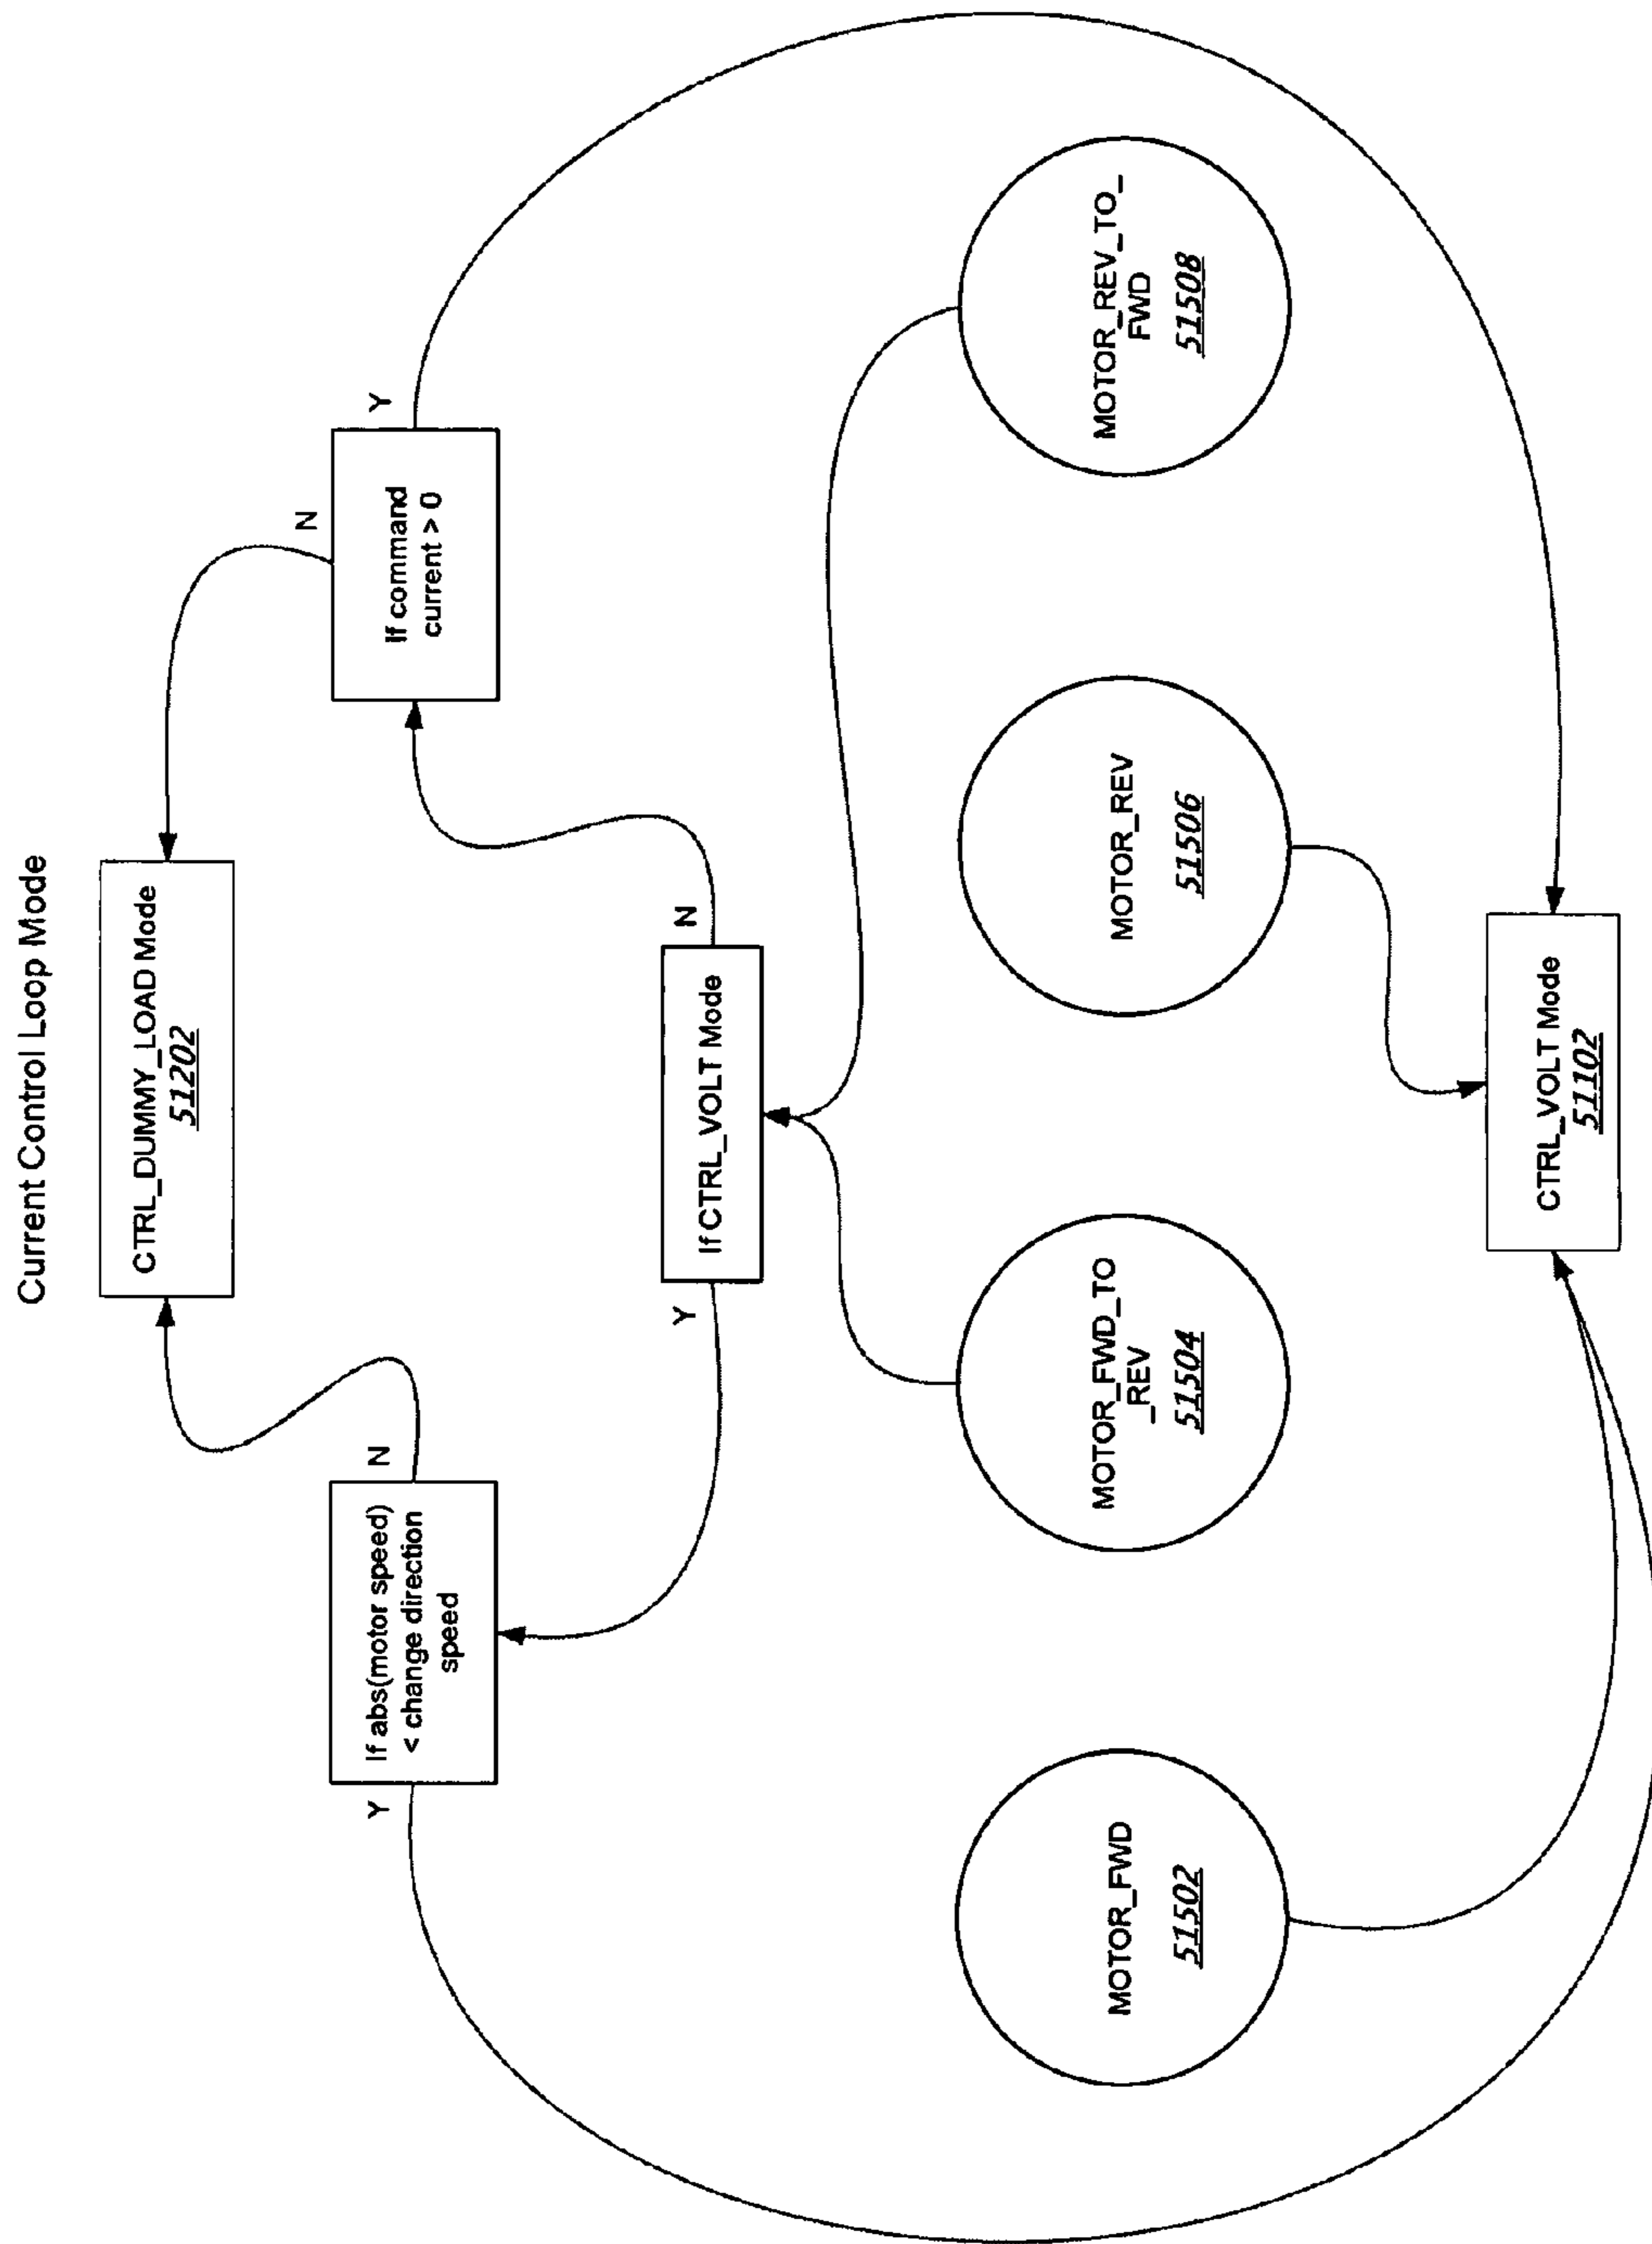 Current Control Loop Mode
CTRL_DUMMY_LOAD Mode
51202
N
N
If abs(motor speed)
< change direction
speed
Y
If command
current > 0
Y
Y
If CTRL_VOLT Mode
N
MOTOR_FWD
51502
MOTOR_FWD_TO
_REV
51504
MOTOR_REV
51506
MOTOR_REV_TO_
FWD
51508
CTRL_VOLT Mode
51102